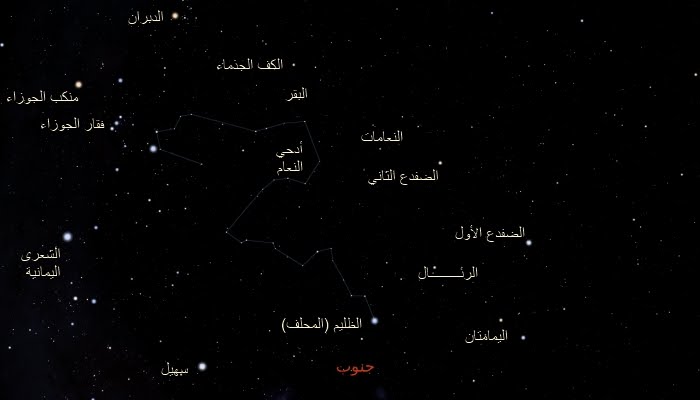 الدبران
الكف الجذماء
منكب الجوزاء
البقر
فقار الجوزاء
النعامات
أدحي
النعام
الضفدع الثاني
الضفدع الأول
الشعرى
اليمانية
الرئـــــــال
الظليم (المحلف)
اليمامتان
سهيل
جنوب